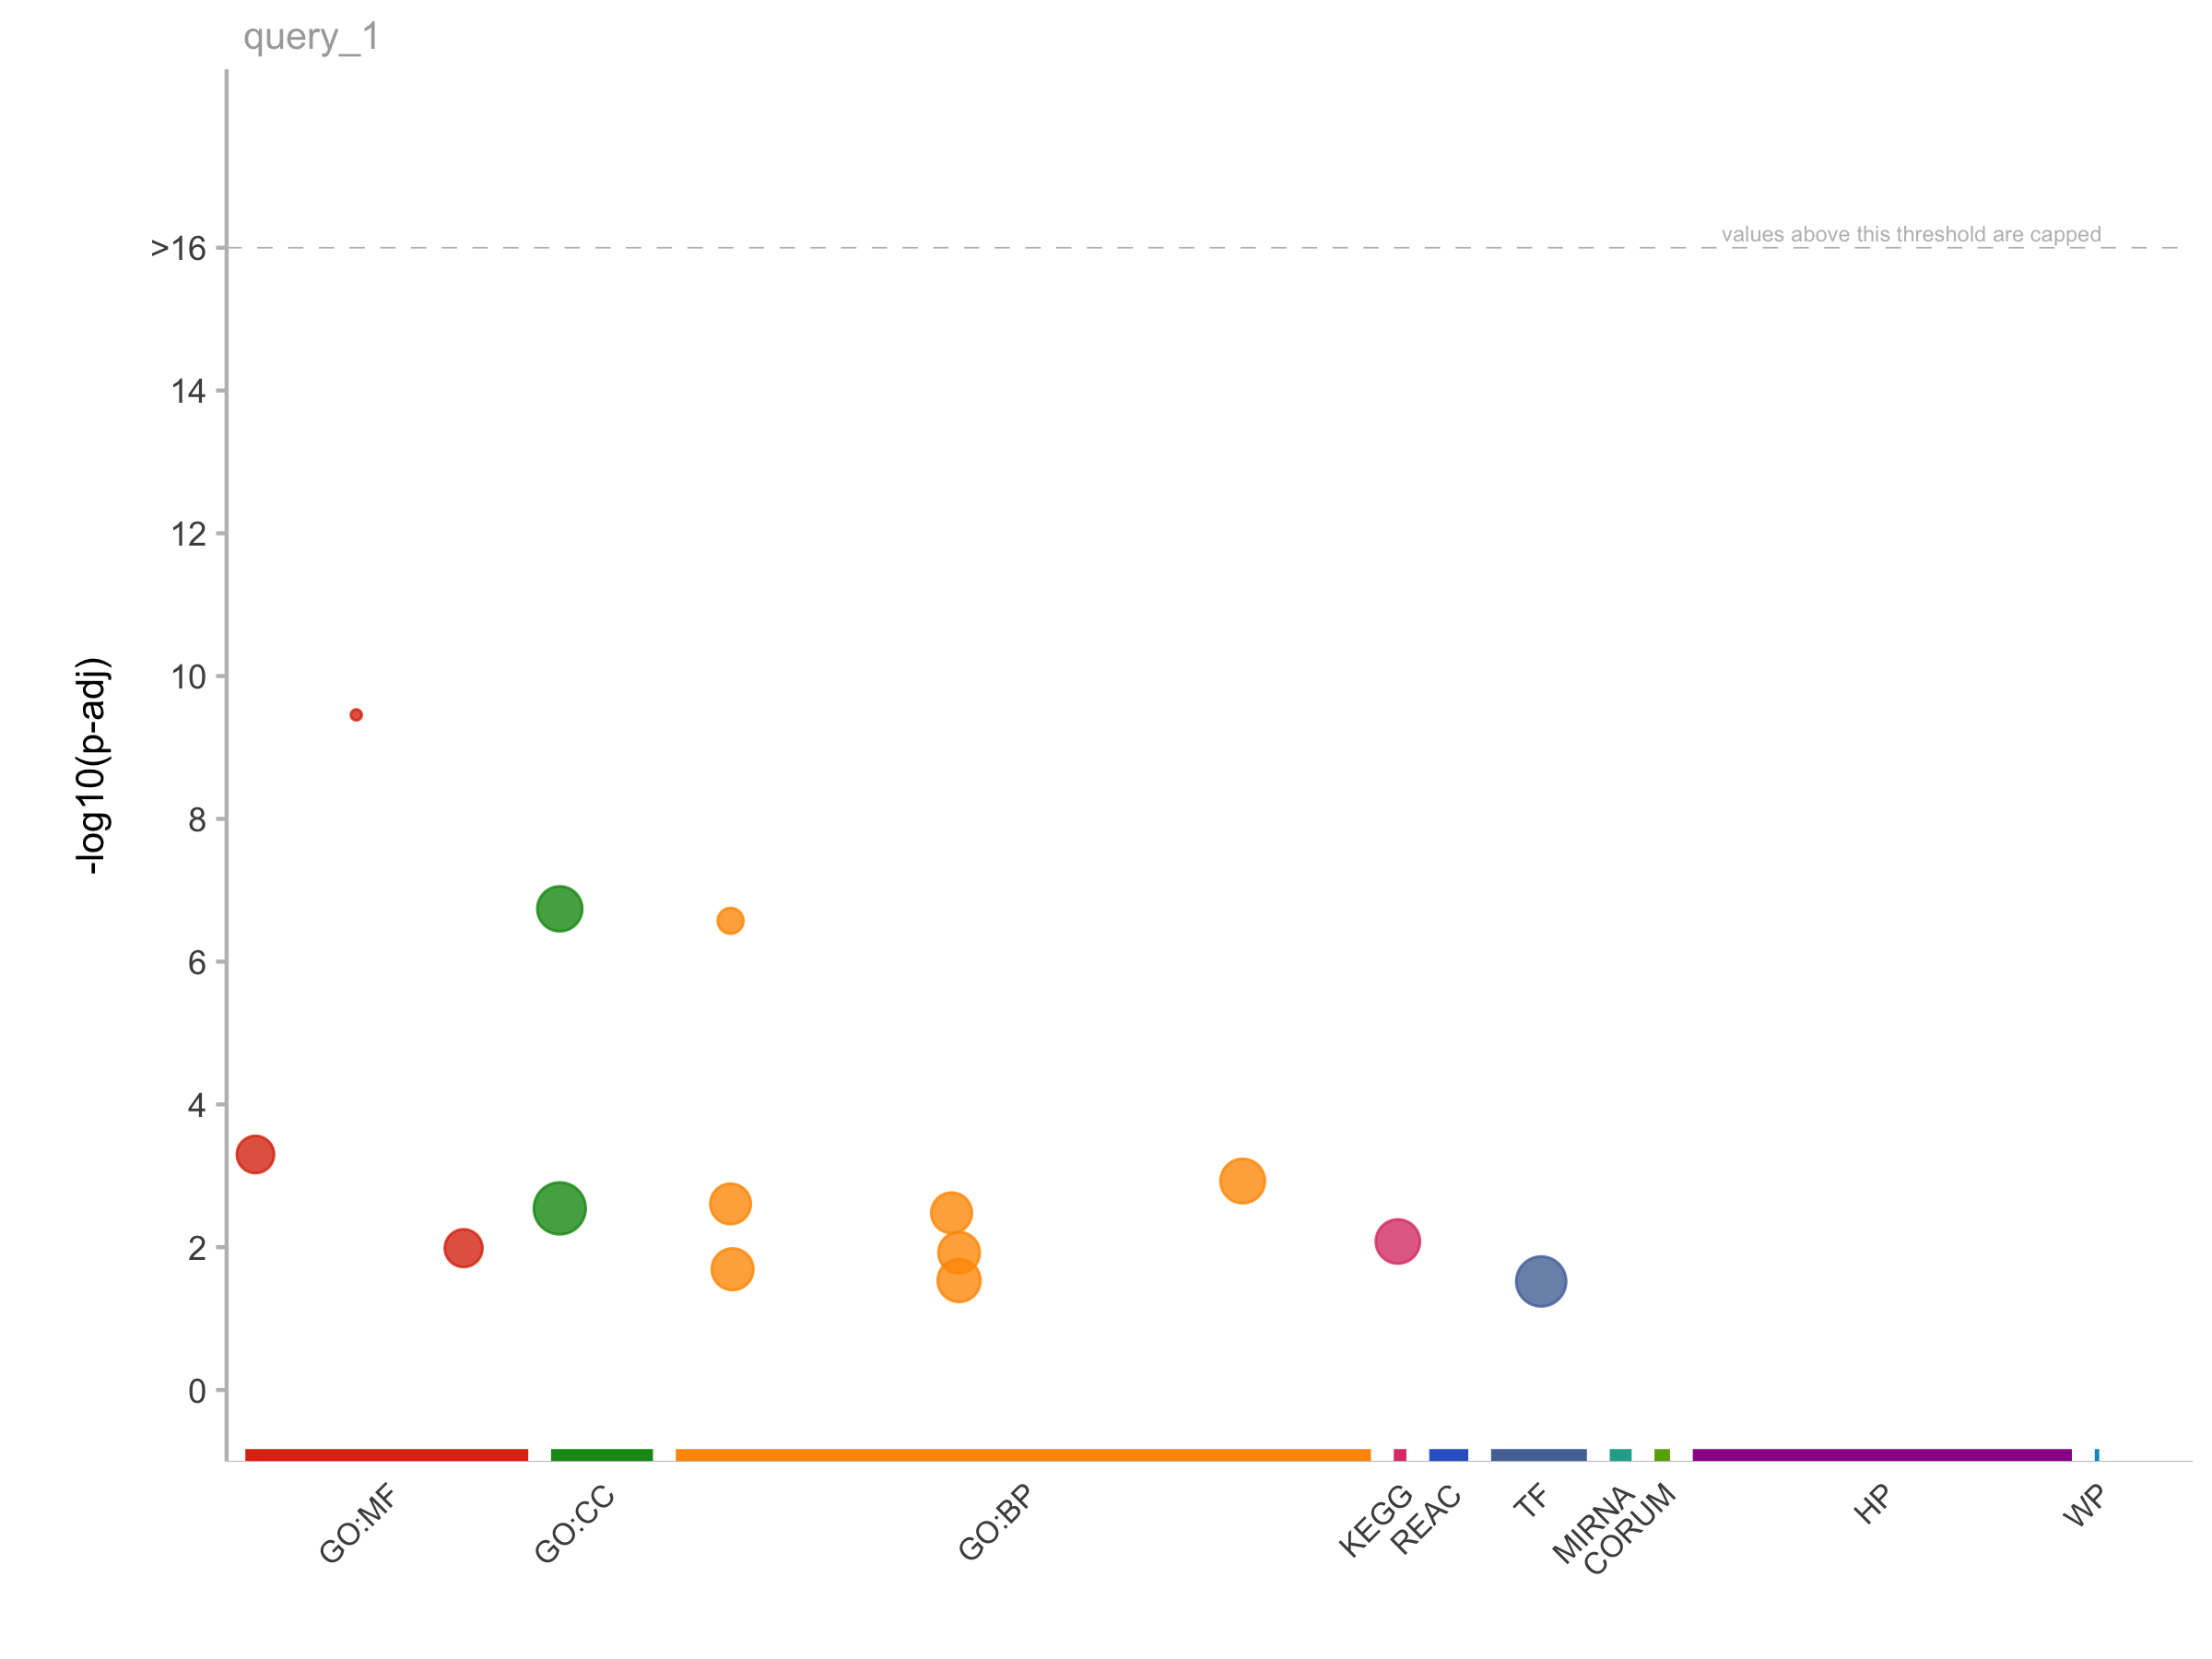 query_1
values above this threshold are capped
>16
14
12
10
8
6
4
2
0
-log10(p-adj)
GO:MF
GO:CC
GO:BP
KEGG
REAC
TF
MIRNA
CORUM
HP
WP